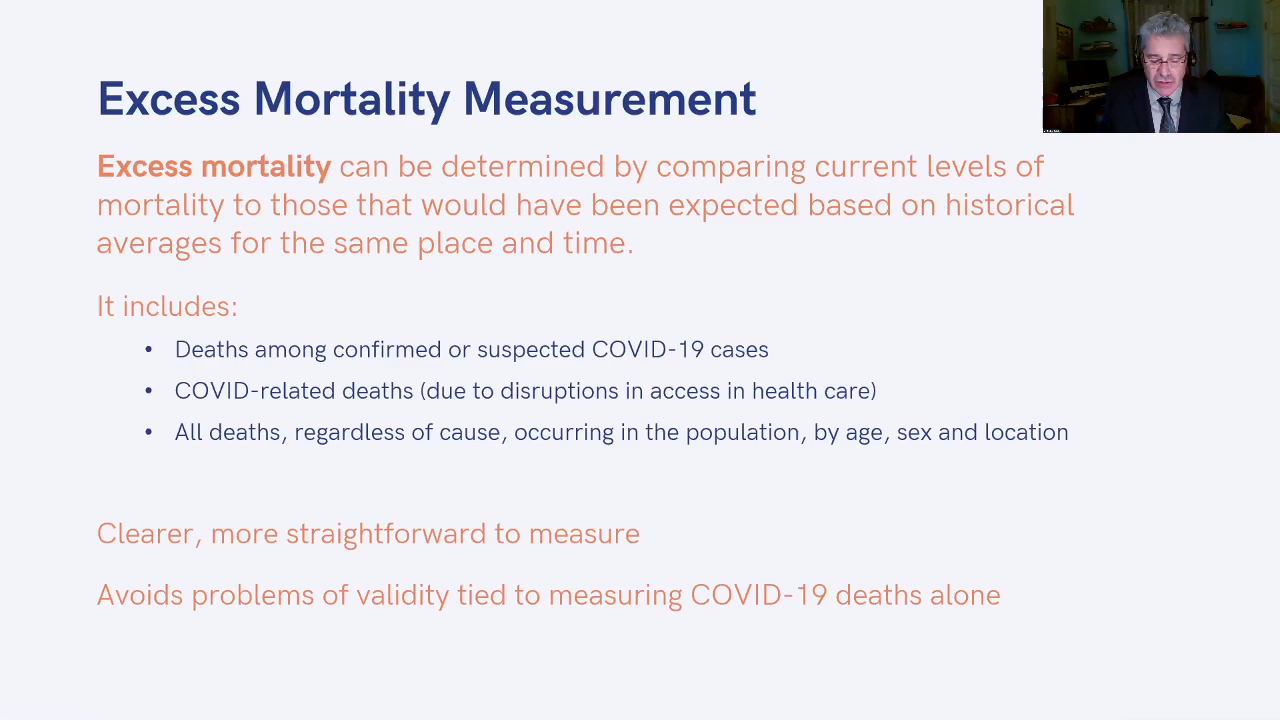 Excess Mortality Measurement
Excess mortality can be determined by comparing current levels of
mortality to those that would have been expected based on historical
averages for the same place and time.
It includes:
• Deaths among confirmed or suspected COVID-19 cases
• COVID-related deaths (due to disruptions in access in health care)
• All deaths, regardless of cause, occurring in the population, by age, sex and location
Clearer, more straightforward to measure
Avoids problems of validity tied to measuring COVID-19 deaths alone